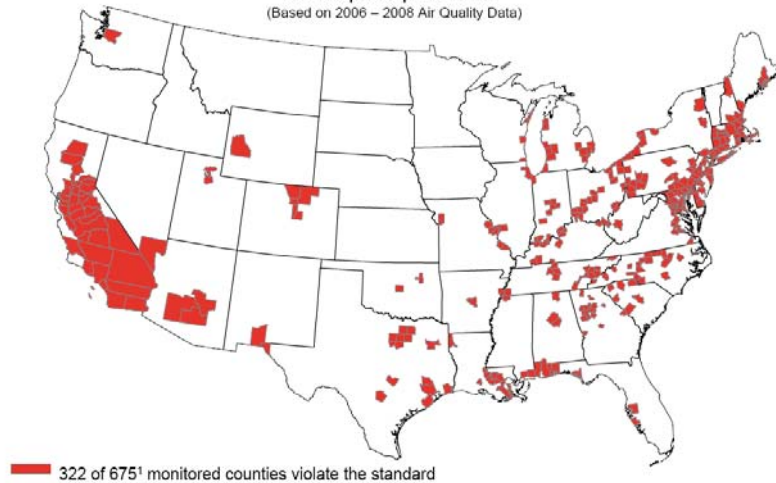 (Based on 2006 – 2008 Air Quality Data)
322 of 675¹ monitored counties violate the standard